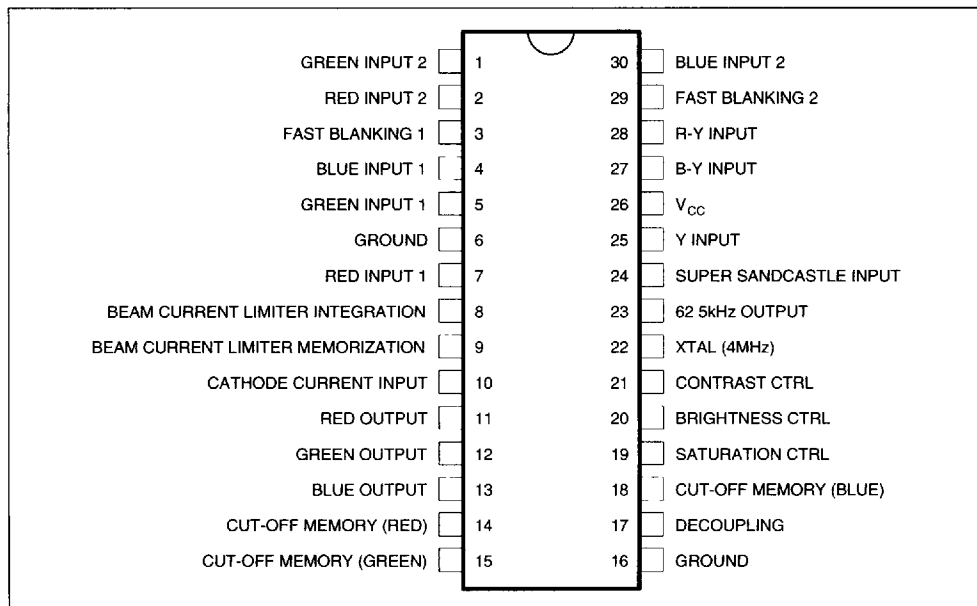 GREEN INPUT 2 1 30 BLUE INPUT 2
RED INPUT 2 2 29 FAST BLANKING 2
FAST BLANKING 1 3 28 R-Y INPUT
BLUE INPUT 1 4 27 B-Y INPUT
GREEN INPUT 1 5 26 VCC
GROUND 6 25 Y INPUT
RED INPUT 1 7 24 SUPER SANDCASTLE INPUT
BEAM CURRENT LIMITER INTEGRATION 8 23 62 5kHz OUTPUT
BEAM CURRENT LIMITER MEMORIZATION 9 22 XTAL (4MHz)
CATHODE CURRENT INPUT 10 21 CONTRAST CTRL
RED OUTPUT 11 20 BRIGHTNESS CTRL
GREEN OUTPUT 12 19 SATURATION CTRL
BLUE OUTPUT 13 18 CUT-OFF MEMORY (BLUE)
CUT-OFF MEMORY (RED) 14 17 DECOUPLING
CUT-OFF MEMORY (GREEN) 15 16 GROUND